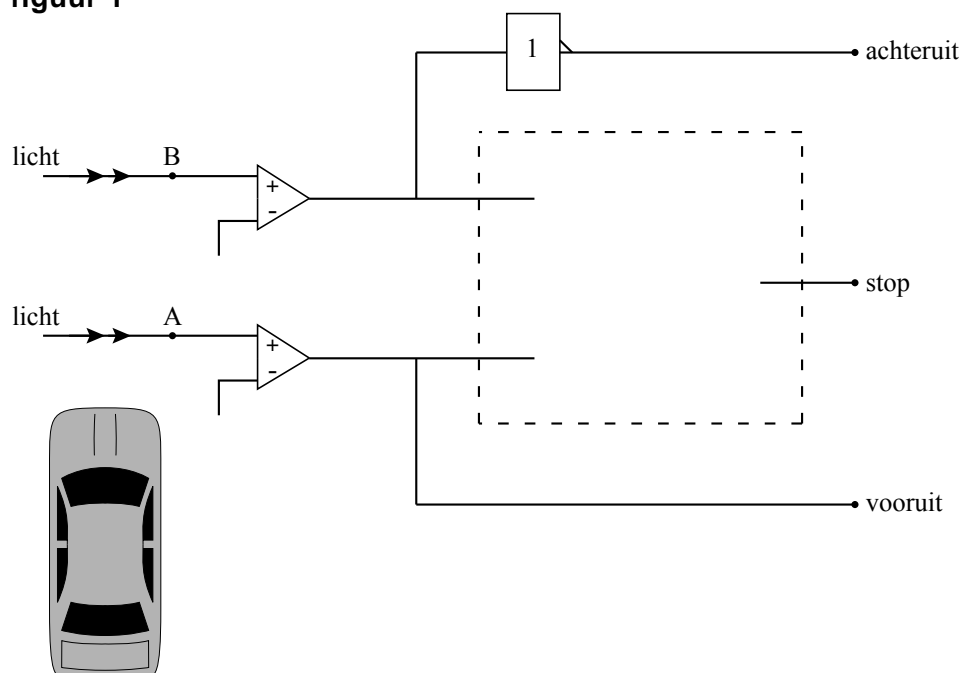 figuur 1
1
achteruit
licht
B
+
-
stop
licht
A
+
-
vooruit